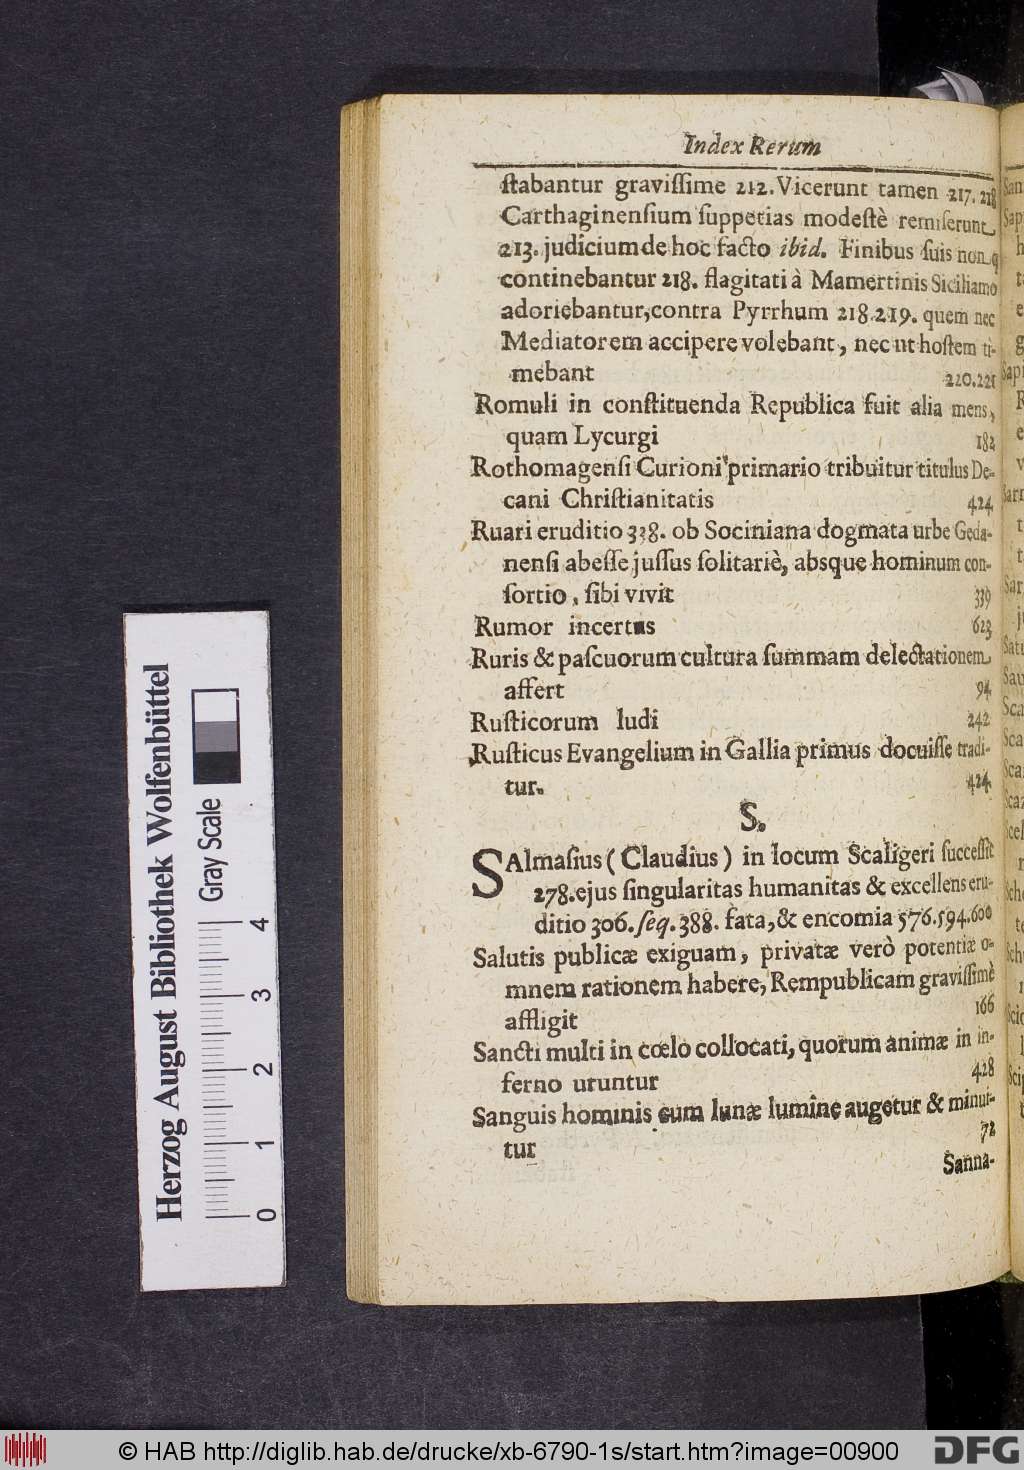 Index Rerum
ſtabantur graviſſime 212. Vicerunt tamen 217. 218
Carthaginenſium ſuppetias modeſtè remiſerunt
213. judicium de hoc facto ibid. Finibus ſuis non
continebantur 218. flagitati à Mamertinis Siciliam
adoriebantur, contra Pyrrhum 218. 219. quem nec
Mediatorem accipere volebant, nec ut hoſtem ti-
mebant 220. 221
Romuli in conſtituenda Republica fuit alia mens,
quam Lycurgi 182
Rothomagenſi Curioni primario tribuitur titulus De-
cani Chriſtianitatis 424
Ruari eruditio 338. ob Sociniana dogmata urbe Geda-
nenſi abeſſe juſſus ſolitariè, absque hominum con-
ſortio, ſibi vivit 339
Rumor incertus 623
Ruris & paſcuorum cultura ſummam delectationem
affert 94
Ruſticorum ludi 242
Ruſticus Evangelium in Gallia primus docuiſſe tradi-
tur. 424
S.
SAlmaſius (Claudius) in locum Scaligeri ſucceſſit
278. ejus ſingularitas humanitas & excellens eru-
ditio 306. ſeq. 388. fata, & encomia 576. 594. 600
Salutis publicæ exiguam, privatæ verò potentiæ o-
mnem rationem habere, Rempublicam graviſſimè
affligit 166
Sancti multi in cœlo collocati, quorum animæ in in-
ferno uruntur 428
Sanguis hominis cum lunæ lumine augetur & minui-
tur 72
Sanna-
Herzog August Bibliothek Wolfenbüttel
Gray Scale
0 1 2 3 4
© HAB http://diglib.hab.de/drucke/xb-6790-1s/start.htm?image=00900
DFG